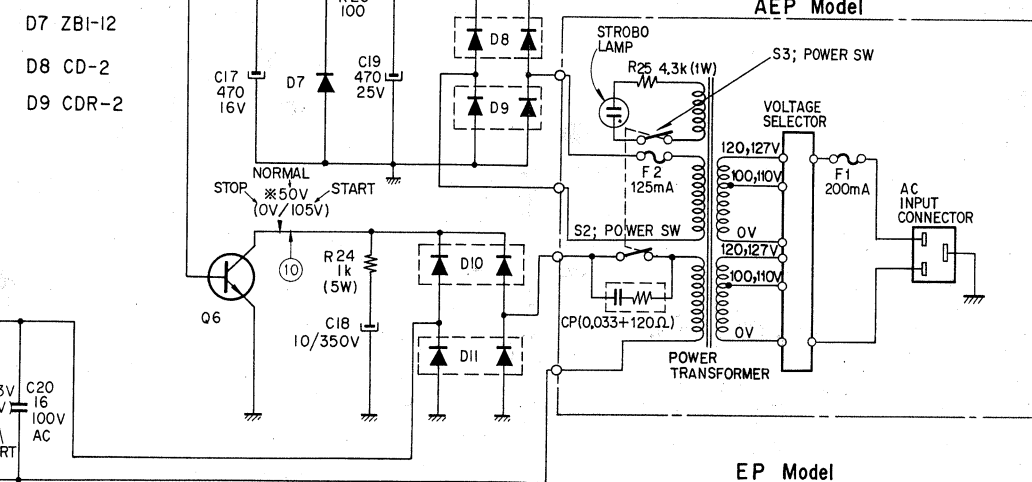 AEP Model
D7 ZB1-12
D8 CD-2
D9 CDR-2
100
C17
470
16V
D7
C19
470
25V
D8
D9
STROBO
LAMP
R25 4.3k (1W)
S3; POWER SW
VOLTAGE
SELECTOR
120,127V
100,110V
0V
120,127V
100,110V
0V
F1
200mA
AC
INPUT
CONNECTOR
F2
125mA
NORMAL
STOP
※50V
START
(0V/105V)
10
S2; POWER SW
R24
1k
(5W)
D10
Q6
C18
10/350V
D11
CP(0.033+120Ω)
POWER
TRANSFORMER
C20
16
100V
AC
RT
EP Model